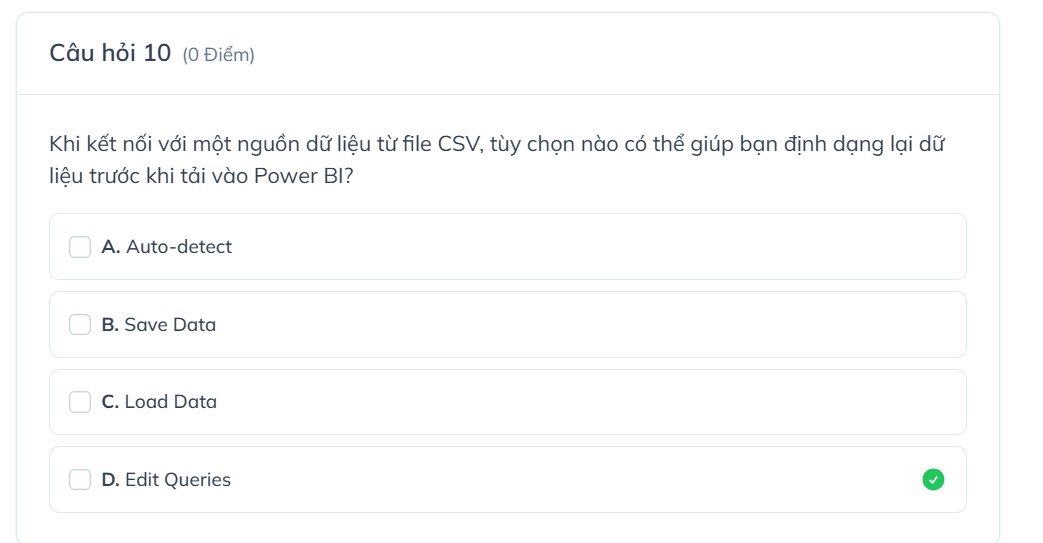 Câu hỏi 10 (0 Điểm)
Khi kết nối với một nguồn dữ liệu từ file CSV, tùy chọn nào có thể giúp bạn định dạng lại dữ
liệu trước khi tải vào Power BI?
A. Auto-detect
B. Save Data
C. Load Data
D. Edit Queries